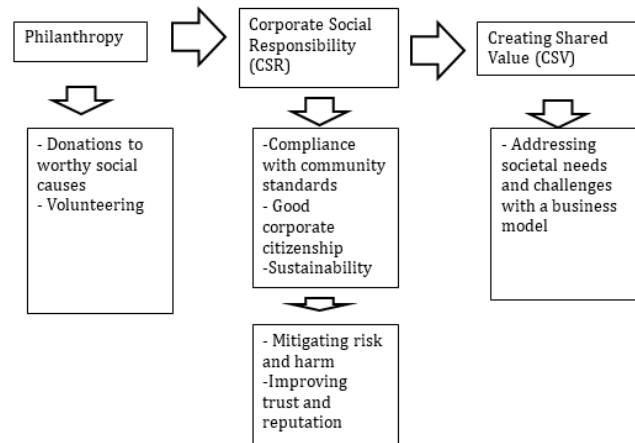 Philanthropy
Corporate Social
Responsibility
(CSR)
Creating Shared
Value (CSV)
- Donations to
worthy social
causes
- Volunteering
-Compliance
with community
standards
- Good
corporate
citizenship
-Sustainability
- Addressing
societal needs
and challenges
with a business
model
- Mitigating risk
and harm
-Improving
trust and
reputation